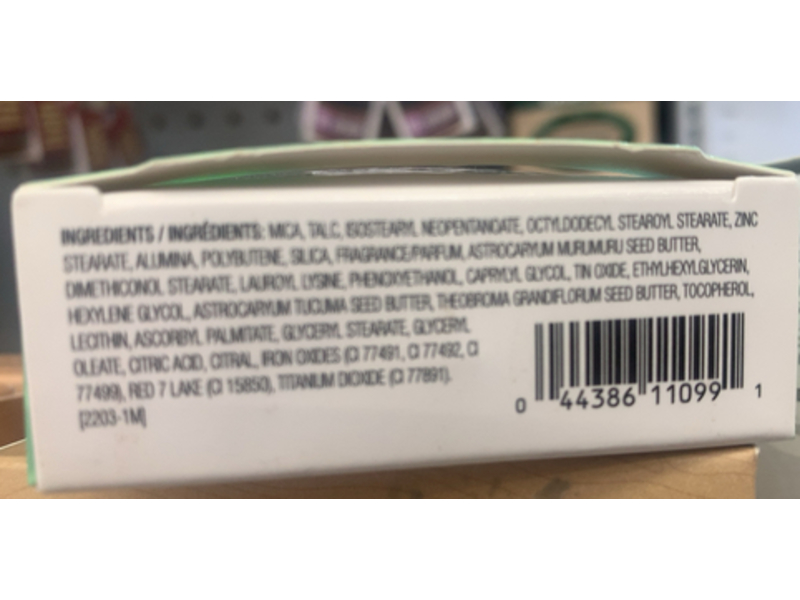 INGREDIENTS / INGRÉDIENTS: MICA, TALC, ISOSTEARYL NEOPENTANOATE, OCTYLDODECYL STEAROYL STEARATE, ZINC
STEARATE, ALUMINA, POLYBUTENE, SILICA, FRAGRANCE/PARFUM, ASTROCARYUM MURUMURU SEED BUTTER,
DIMETHICONOL STEARATE, LAUROYL LYSINE, PHENOXYETHANOL, CAPRYLYL GLYCOL, TIN OXIDE, ETHYLHEXYLGLYCERIN,
HEXYLENE GLYCOL, ASTROCARYUM TUCUMA SEED BUTTER, THEOBROMA GRANDIFLORUM SEED BUTTER, TOCOPHEROL,
LECITHIN, ASCORBYL PALMITATE, GLYCERYL STEARATE, GLYCERYL
OLEATE, CITRIC ACID, CITRAL, IRON OXIDES (CI 77491, CI 77492, CI
77499), RED 7 LAKE (CI 15850), TITANIUM DIOXIDE (CI 77891).
[2203-1M]
0 44386 11099 1